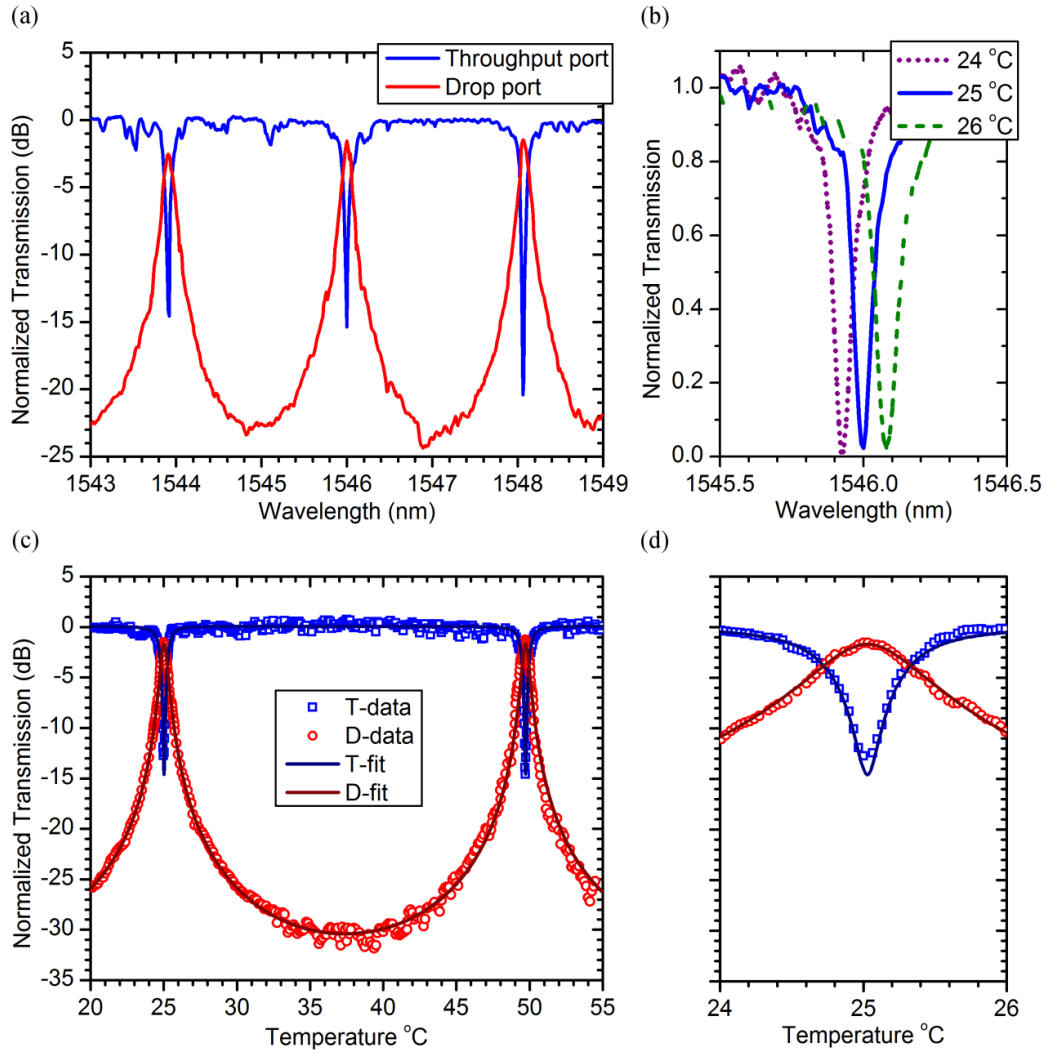 (a)
Throughput port
Drop port
Normalized Transmission (dB)
5
0
-5
-10
-15
-20
-25
1543
1544
1545
1546
1547
1548
1549
Wavelength (nm)
(b)
24 °C
25 °C
26 °C
Normalized Transmission
1.0
0.8
0.6
0.4
0.2
0.0
1545.5
1546.0
1546.5
Wavelength (nm)
(c)
T-data
D-data
T-fit
D-fit
Normalized Transmission (dB)
5
0
-5
-10
-15
-20
-25
-30
-35
20
25
30
35
40
45
50
55
Temperature °C
(d)
24
25
26
Temperature °C